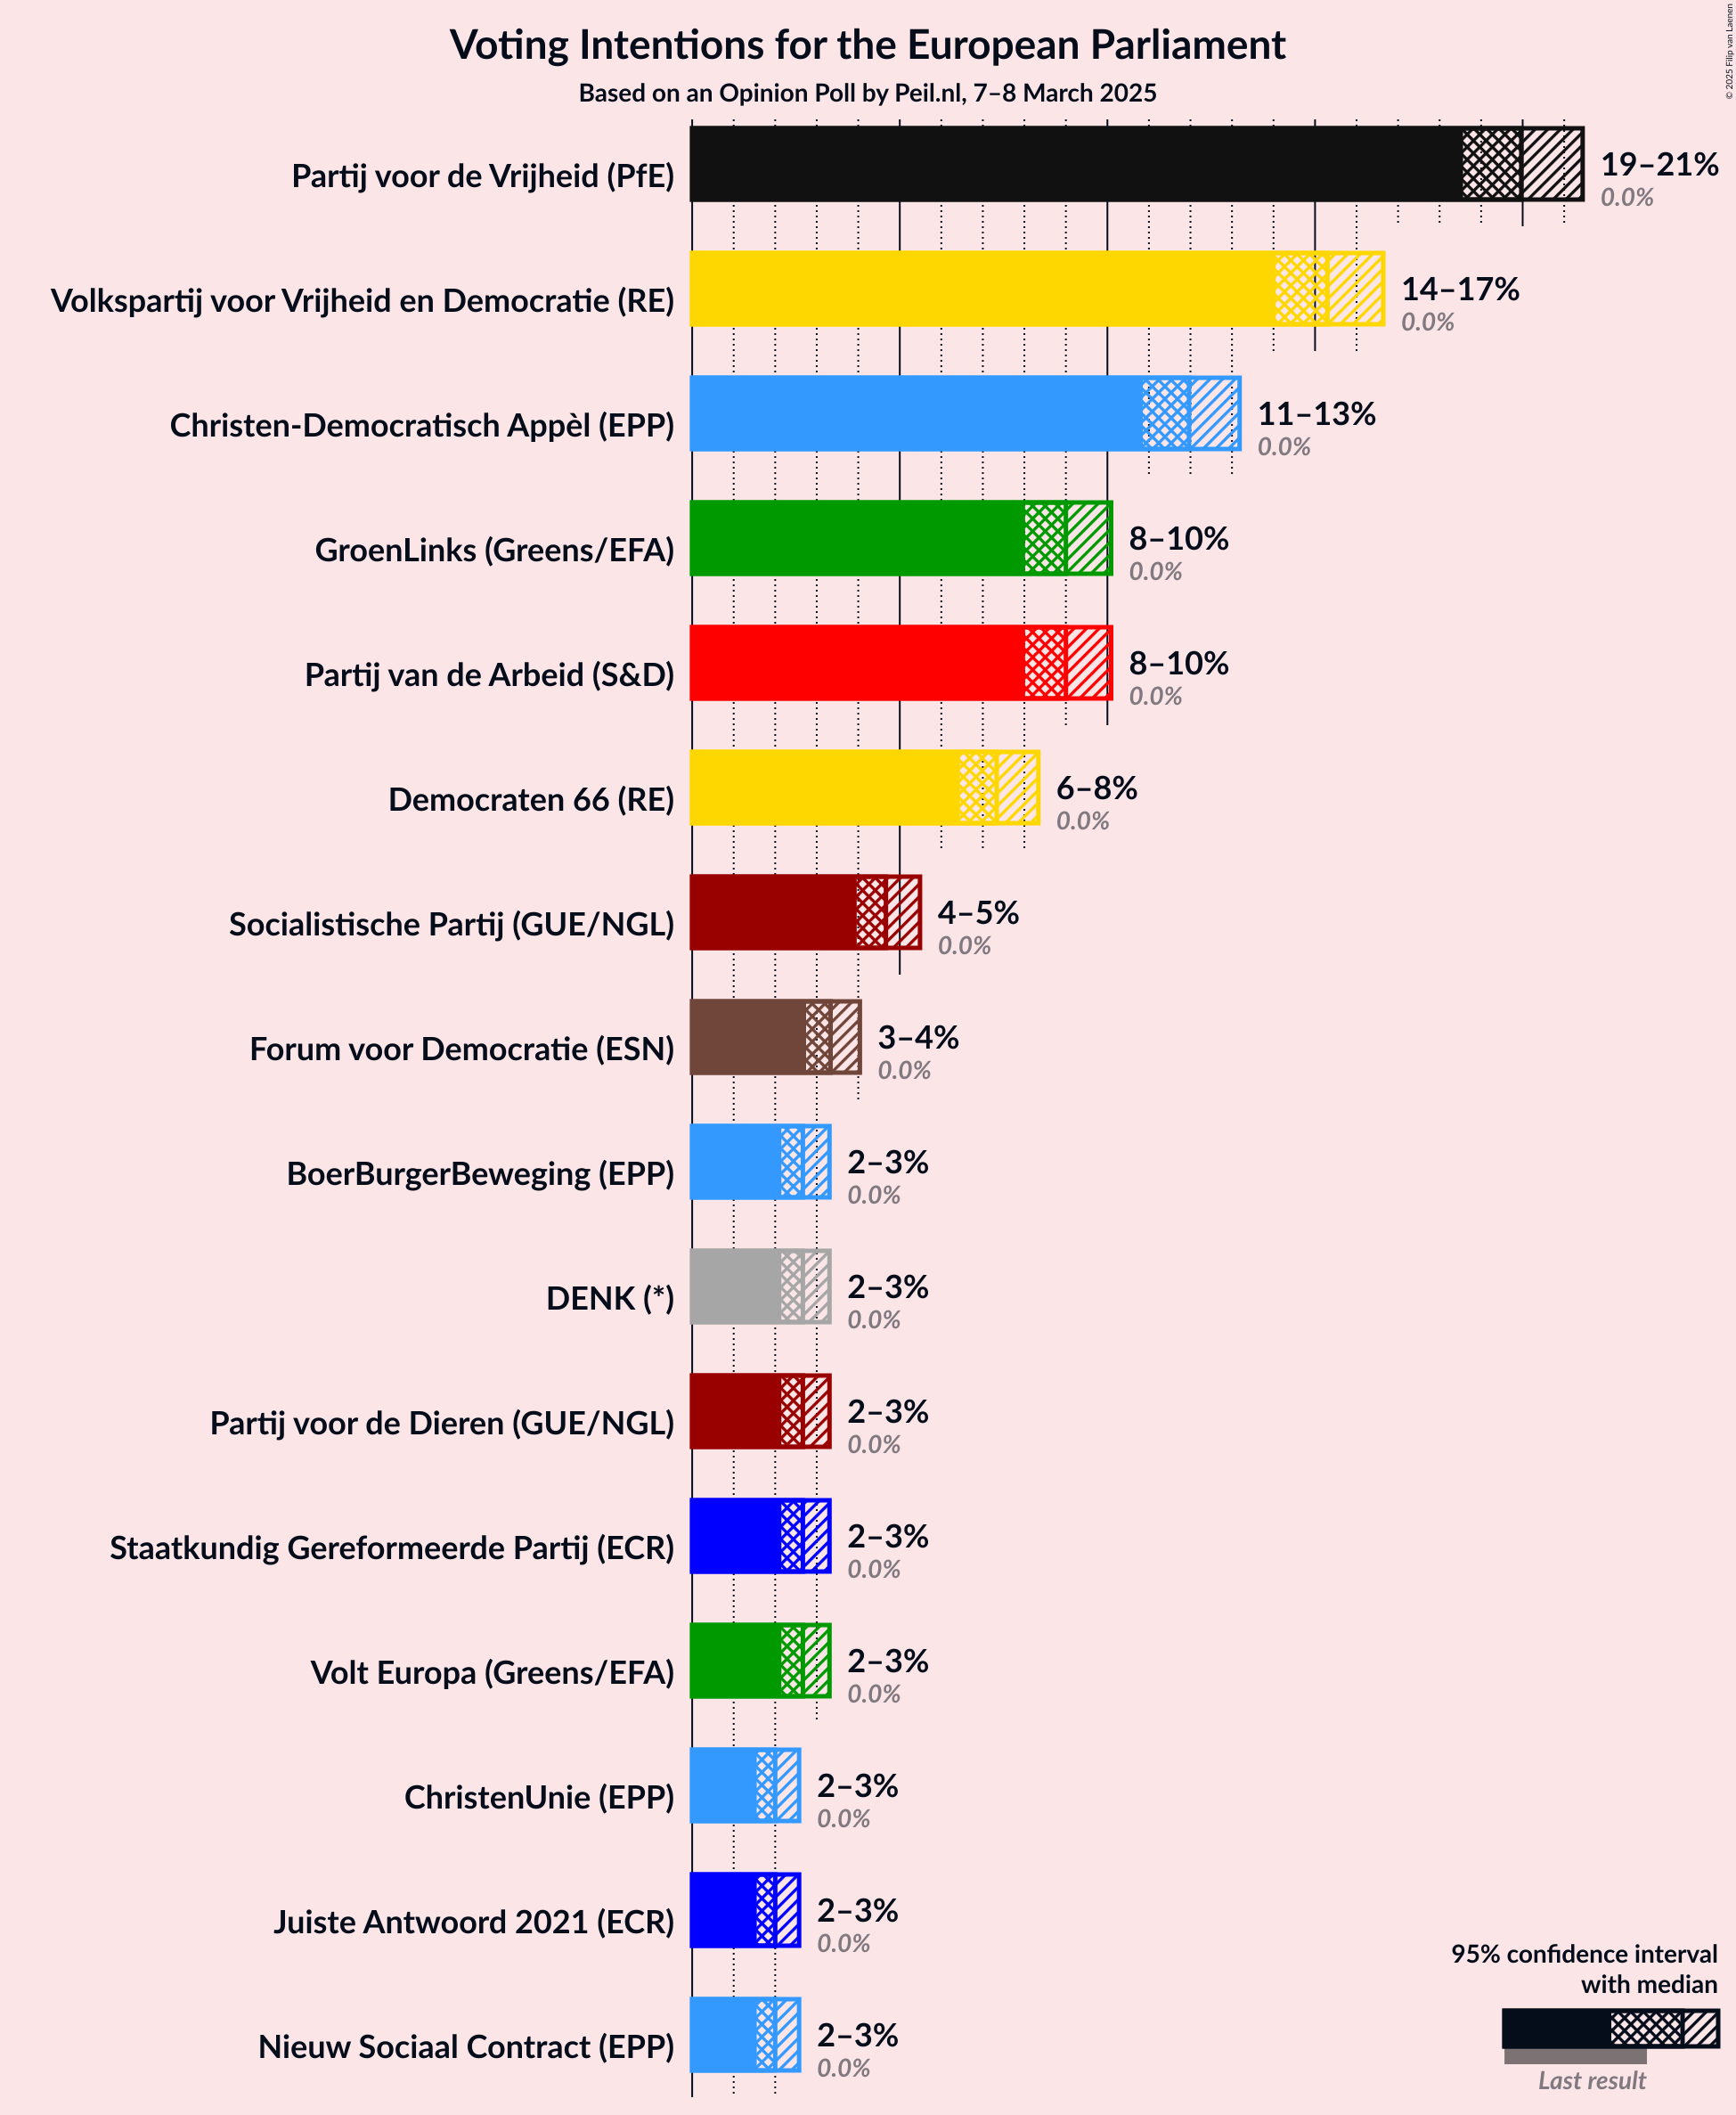 Voting Intentions for the European Parliament
Based on an Opinion Poll by Peil.nl, 7–8 March 2025
© 2025 Filip van Laenen
Partij voor de Vrijheid (PfE)
19–21%
0.0%
Volkspartij voor Vrijheid en Democratie (RE)
14–17%
0.0%
Christen-Democratisch Appèl (EPP)
11–13%
0.0%
GroenLinks (Greens/EFA)
8–10%
0.0%
Partij van de Arbeid (S&D)
8–10%
0.0%
Democraten 66 (RE)
6–8%
0.0%
Socialistische Partij (GUE/NGL)
4–5%
0.0%
Forum voor Democratie (ESN)
3–4%
0.0%
BoerBurgerBeweging (EPP)
2–3%
0.0%
DENK (*)
2–3%
0.0%
Partij voor de Dieren (GUE/NGL)
2–3%
0.0%
Staatkundig Gereformeerde Partij (ECR)
2–3%
0.0%
Volt Europa (Greens/EFA)
2–3%
0.0%
ChristenUnie (EPP)
2–3%
0.0%
Juiste Antwoord 2021 (ECR)
2–3%
0.0%
Nieuw Sociaal Contract (EPP)
2–3%
0.0%
95% confidence interval
with median
Last result